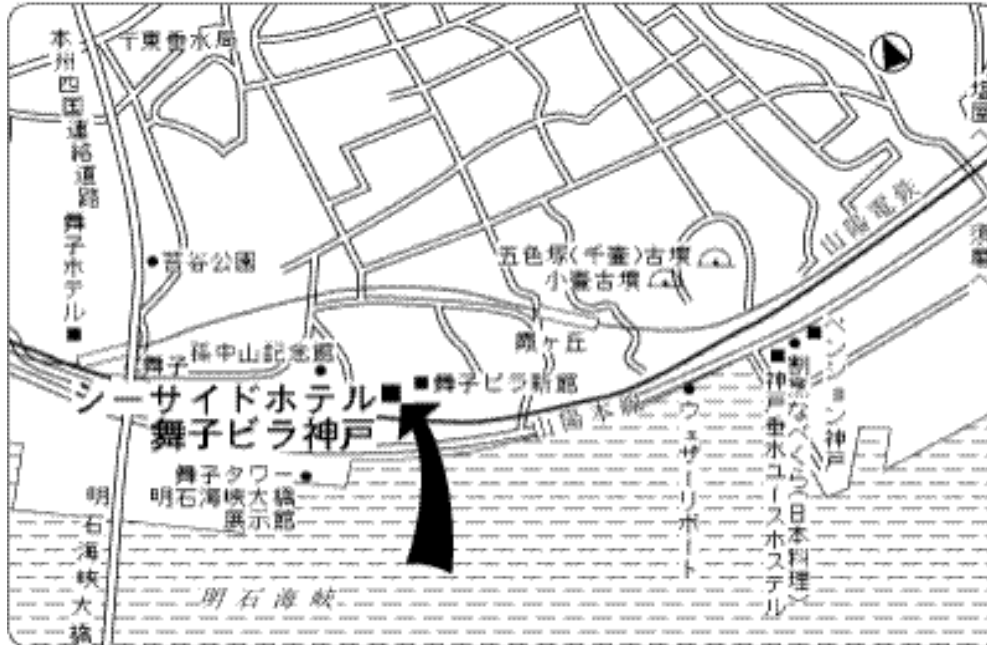 本州四国連絡道路
〒東垂水局
塩屋
舞子ホテル
苔谷公園
山陽電鉄
須磨
五色塚(千壷)古墳
小壷古墳
霞ヶ丘
舞子
孫中山記念館
舞子ビラ新館
シーサイドホテル
舞子ビラ神戸
陽本線
舞子タワー
明石海峡大橋
展示館
明石海峡大橋
明石海峡
ウェザーリポート
神戸垂水ユースホステル
割烹なべくら(日本料理)
ペンション神戸